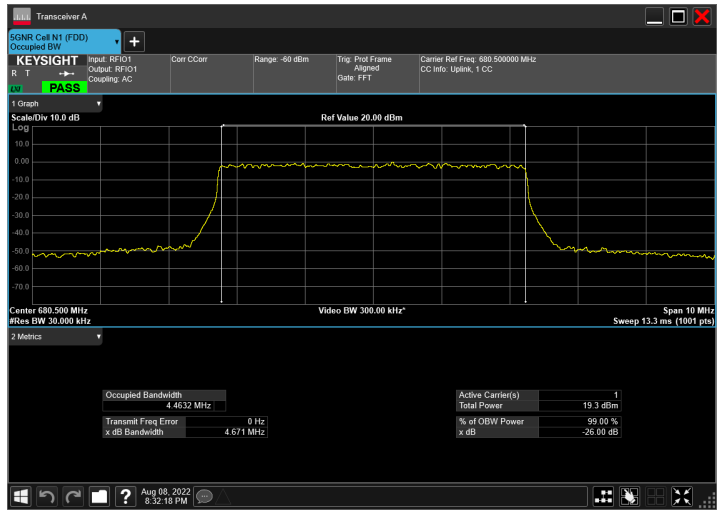 Transceiver A
5GNR Cell N1 (FDD)
Occupied BW
KEYSIGHT
R T
LXI
PASS
Input: RFIO1
Output: RFIO1
Coupling: AC
Corr CCorr
Range: -60 dBm
Trig: Prot Frame
Aligned
Gate: FFT
Carrier Ref Freq: 680.500000 MHz
CC Info: Uplink, 1 CC
1 Graph
Scale/Div 10.0 dB
Ref Value 20.00 dBm
Log
10.0
0.00
-10.0
-20.0
-30.0
-40.0
-50.0
-60.0
-70.0
Center 680.500 MHz
Video BW 300.00 kHz*
Span 10 MHz
#Res BW 30.000 kHz
Sweep 13.3 ms (1001 pts)
2 Metrics
Occupied Bandwidth
4.4632 MHz
Transmit Freq Error 0 Hz
x dB Bandwidth 4.671 MHz
Active Carrier(s) 1
Total Power 19.3 dBm
% of OBW Power 99.00 %
x dB -26.00 dB
?
Aug 08, 2022
8:32:18 PM